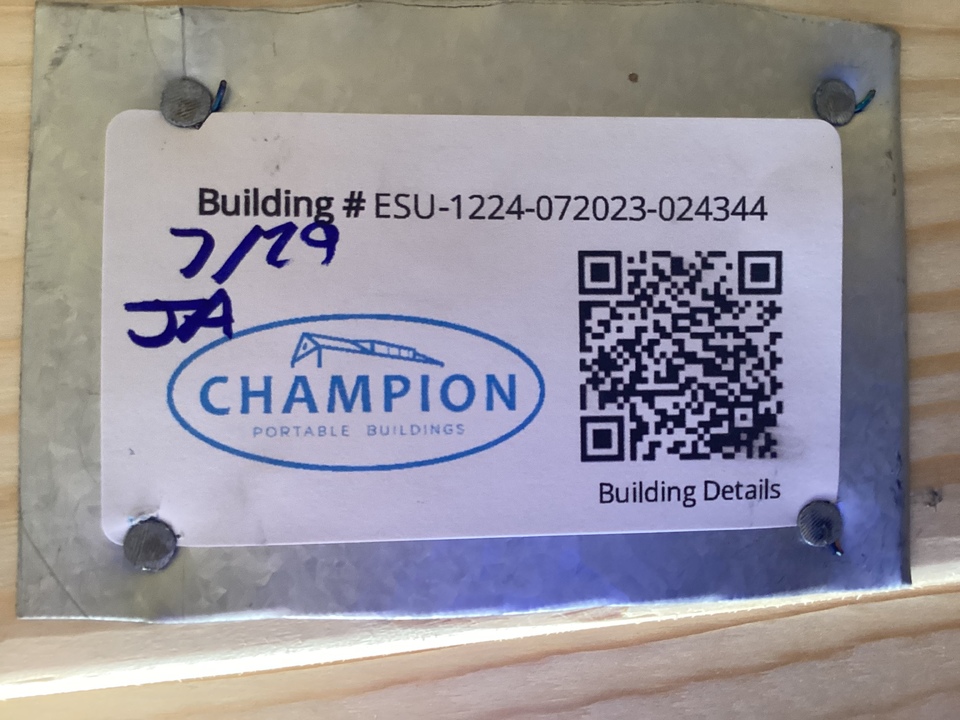 Building # ESU-1224-072023-024344
7/29
JA
CHAMPION
PORTABLE BUILDINGS
Building Details